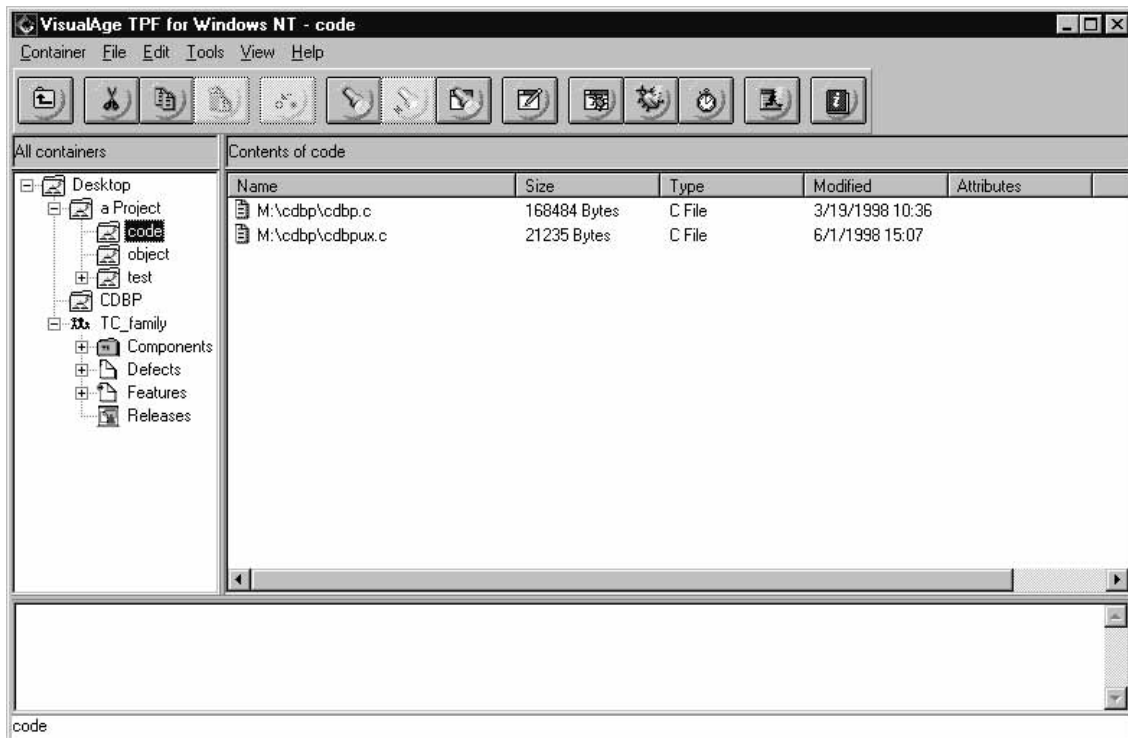 VisualAge TPF for Windows NT - code
Container File Edit Tools View Help
All containers
Contents of code
Desktop
a Project
code
object
test
CDBP
TC_family
Components
Defects
Features
Releases
Name Size Type Modified Attributes
M:\cdbp\cdbp.c 168484 Bytes C File 3/19/1998 10:36
M:\cdbp\cdbpux.c 21235 Bytes C File 6/1/1998 15:07
code